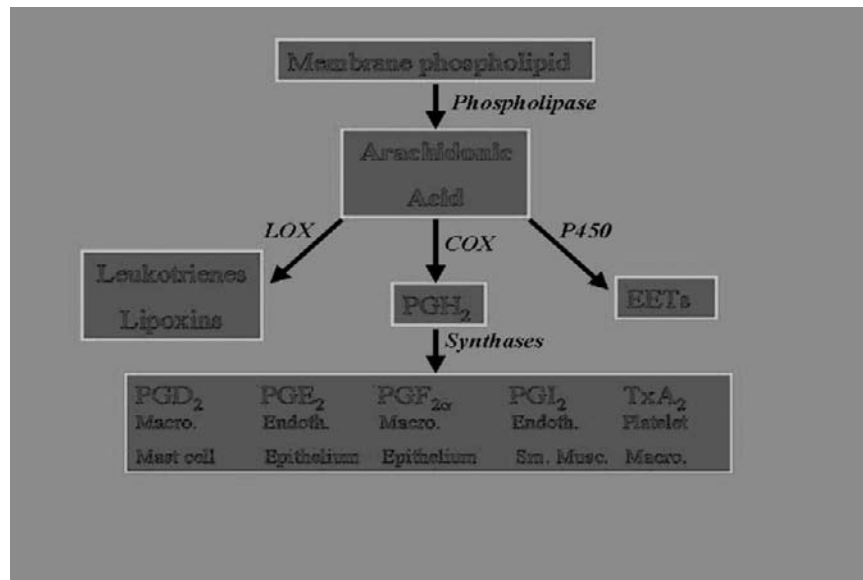 Membrane phospholipid
Phospholipase
Arachidonic
Acid
LOX
COX
P450
Leukotrienes
Lipoxins
PGH₂
EETs
Synthases
PGD₂ PGE₂ PGF₂α PGI₂ TxA₂
Macro. Endoth. Macro. Endoth. Platelet
Mast cell Epithelium Epithelium Sm. Musc. Macro.